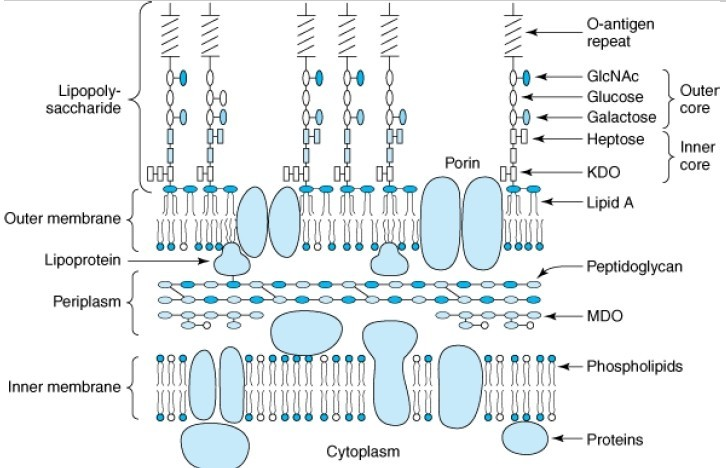 O-antigen
repeat
Lipopoly-
saccharide
GlcNAc
Glucose
Galactose
Outer
core
Heptose
KDO
Inner
core
Porin
Lipid A
Outer membrane
Lipoprotein
Peptidoglycan
Periplasm
MDO
Phospholipids
Inner membrane
Proteins
Cytoplasm